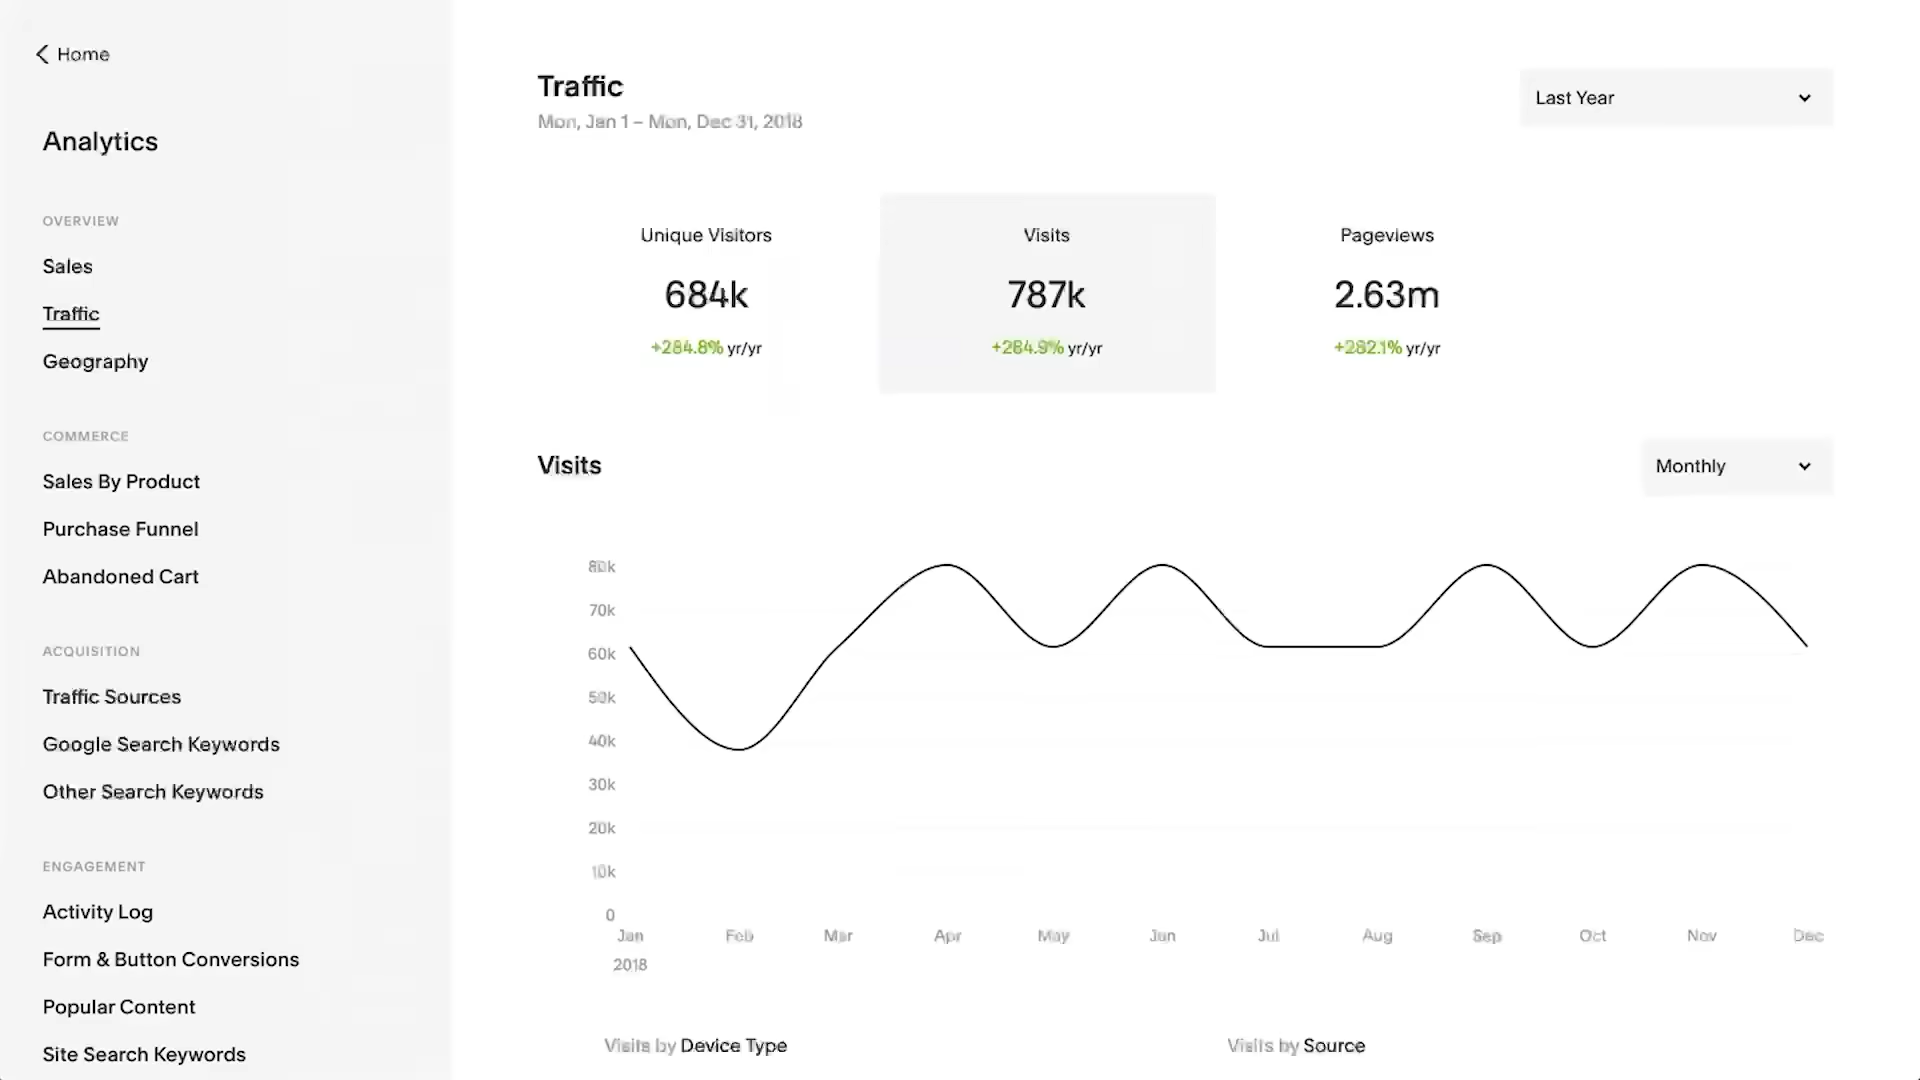 Home
Analytics
OVERVIEW
Sales
Traffic
Geography
COMMERCE
Sales By Product
Purchase Funnel
Abandoned Cart
ACQUISITION
Traffic Sources
Google Search Keywords
Other Search Keywords
ENGAGEMENT
Activity Log
Form & Button Conversions
Popular Content
Site Search Keywords
Traffic
Mon, Jan 1 – Mon, Dec 31, 2018
Last Year
Unique Visitors
684k
+284.8% yr/yr
Visits
787k
+284.9% yr/yr
Pageviews
2.63m
+282.1% yr/yr
Visits
Monthly
80k
70k
60k
50k
40k
30k
20k
10k
0
Jan Feb Mar Apr May Jun Jul Aug Sep Oct Nov Dec
2018
Visits by Device Type
Visits by Source